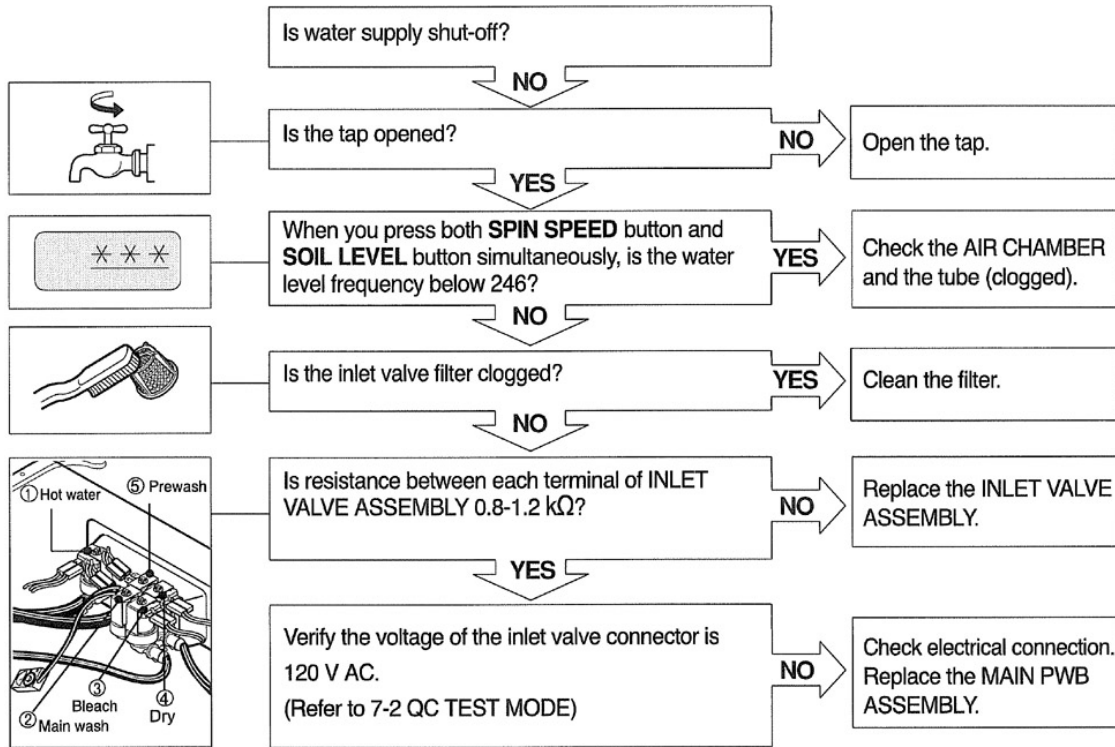 Is water supply shut-off?
NO
Is the tap opened?
NO
Open the tap.
YES
* * *
When you press both SPIN SPEED button and
SOIL LEVEL button simultaneously, is the water
level frequency below 246?
YES
Check the AIR CHAMBER
and the tube (clogged).
NO
Is the inlet valve filter clogged?
YES
Clean the filter.
NO
① Hot water
⑤ Prewash
③
Bleach
④
Dry
② Main wash
Is resistance between each terminal of INLET
VALVE ASSEMBLY 0.8-1.2 kΩ?
NO
Replace the INLET VALVE
ASSEMBLY.
YES
Verify the voltage of the inlet valve connector is
120 V AC.
(Refer to 7-2 QC TEST MODE)
NO
Check electrical connection.
Replace the MAIN PWB
ASSEMBLY.